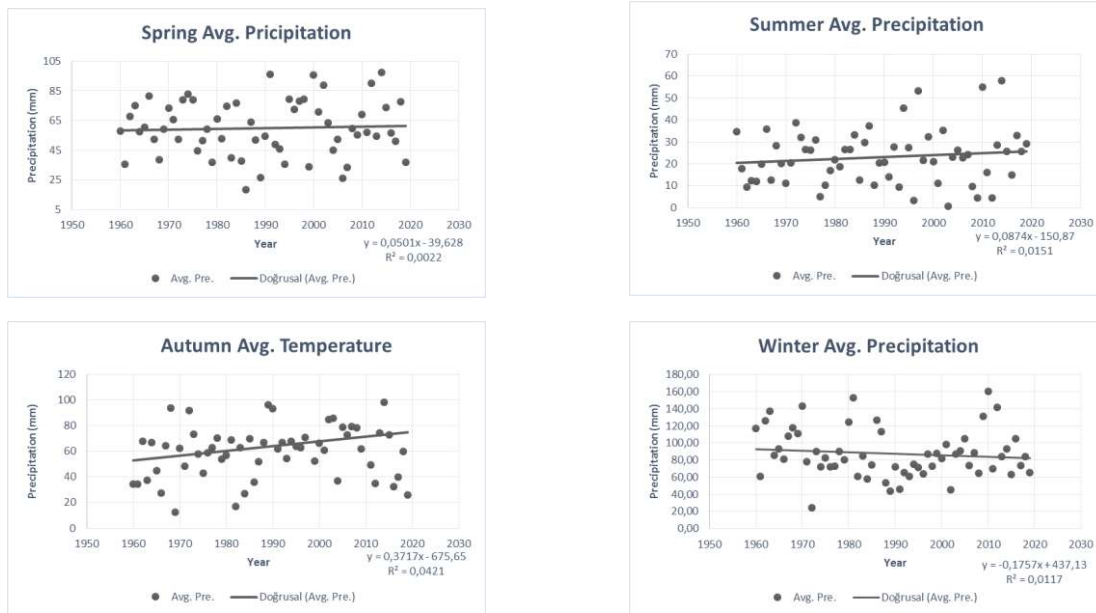 Spring Avg. Pricipitation
Precipitation (mm)
105
85
65
45
25
5
1950 1960 1970 1980 1990 2000 2010 2020 2030
Year
y = 0,0501x - 39,628
R² = 0,0022
Avg. Pre. Doğrusal (Avg. Pre.)
Summer Avg. Precipitation
Precipitation (mm)
70
60
50
40
30
20
10
0
1950 1960 1970 1980 1990 2000 2010 2020 2030
Year
y = 0,0874x - 150,87
R² = 0,0151
Avg. Pre. Doğrusal (Avg. Pre.)
Autumn Avg. Temperature
Precipitation (mm)
120
100
80
60
40
20
0
1950 1960 1970 1980 1990 2000 2010 2020 2030
Year
y = 0,3717x - 675,65
R² = 0,0421
Avg. Pre. Doğrusal (Avg. Pre.)
Winter Avg. Precipitation
Precipitation (mm)
180,00
160,00
140,00
120,00
100,00
80,00
60,00
40,00
20,00
0,00
1950 1960 1970 1980 1990 2000 2010 2020 2030
Year
y = -0,1757x + 437,13
R² = 0,0117
Avg. Pre. Doğrusal (Avg. Pre.)